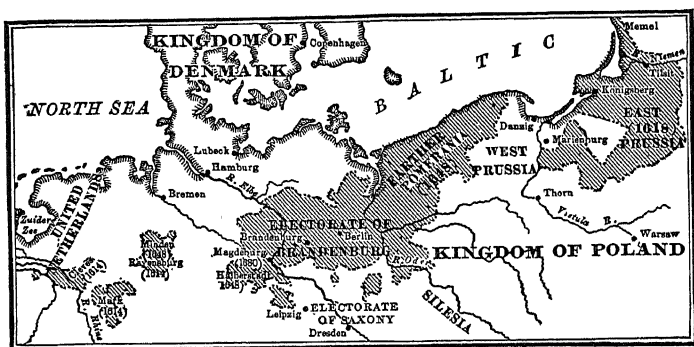 KINGDOM OF
DENMARK
Copenhagen
BALTIC
Memel
R. Niemen
Tilsit
Königsberg
NORTH SEA
EAST
1618
PRUSSIA
Danzig
Marienburg
WEST
PRUSSIA
FARTHER
POMERANIA
(1648)
Lubeck
Hamburg
R. Elbe
Bremen
UNITED
NETHERLANDS
Zuider
Zee
Thorn
Vistula R.
Warsaw
ELECTORATE OF
BRANDENBURG
Brandenburg
Berlin
Magdeburg
(1680)
Halberstadt
(1648)
KINGDOM OF POLAND
Minden
(1648)
Ravensburg
(1614)
Cleves
(1614)
Mark
(1614)
R. Rhine
R. Oder
SILESIA
Leipzig
ELECTORATE
OF SAXONY
Dresden